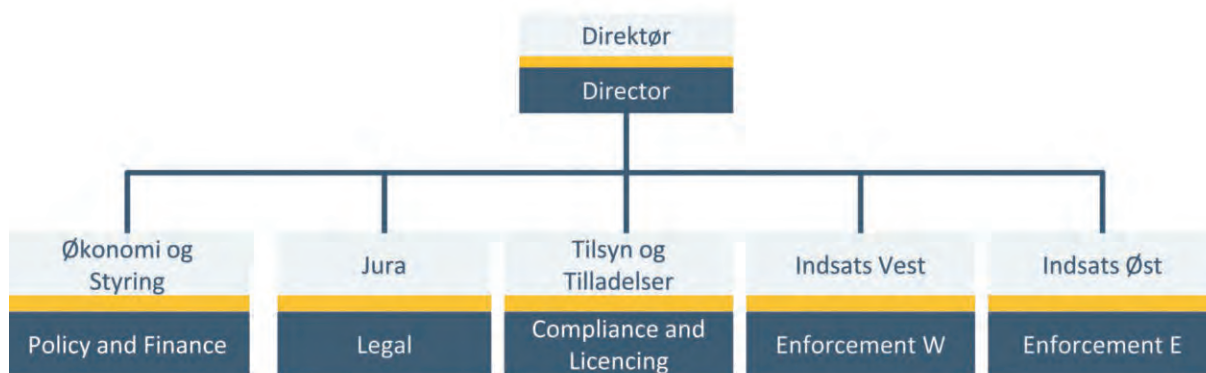 Direktør
Director
Økonomi og
Styring
Policy and Finance
Jura
Legal
Tilsyn og
Tilladelser
Compliance and
Licencing
Indsats Vest
Enforcement W
Indsats Øst
Enforcement E